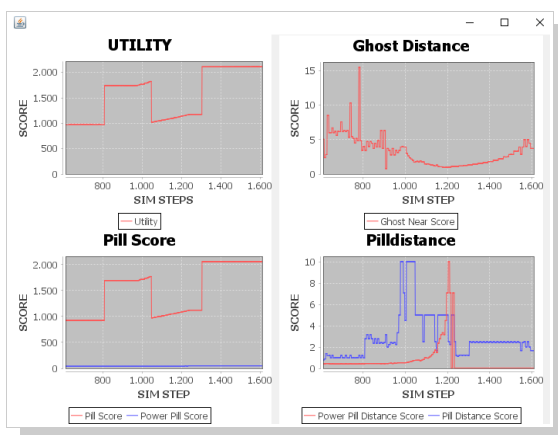 UTILITY
SCORE
2.000
1.500
1.000
500
0
800
1.000
1.200
1.400
1.600
SIM STEPS
Utility
Ghost Distance
SCORE
15
10
5
0
800
1.000
1.200
1.400
1.600
SIM STEP
Ghost Near Score
Pill Score
SCORE
2.000
1.500
1.000
500
0
800
1.000
1.200
1.400
1.600
SIM STEP
Pill Score
Power Pill Score
Pilldistance
SCORE
10
8
6
4
2
0
800
1.000
1.200
1.400
1.600
SIM STEP
Power Pill Distance Score
Pill Distance Score